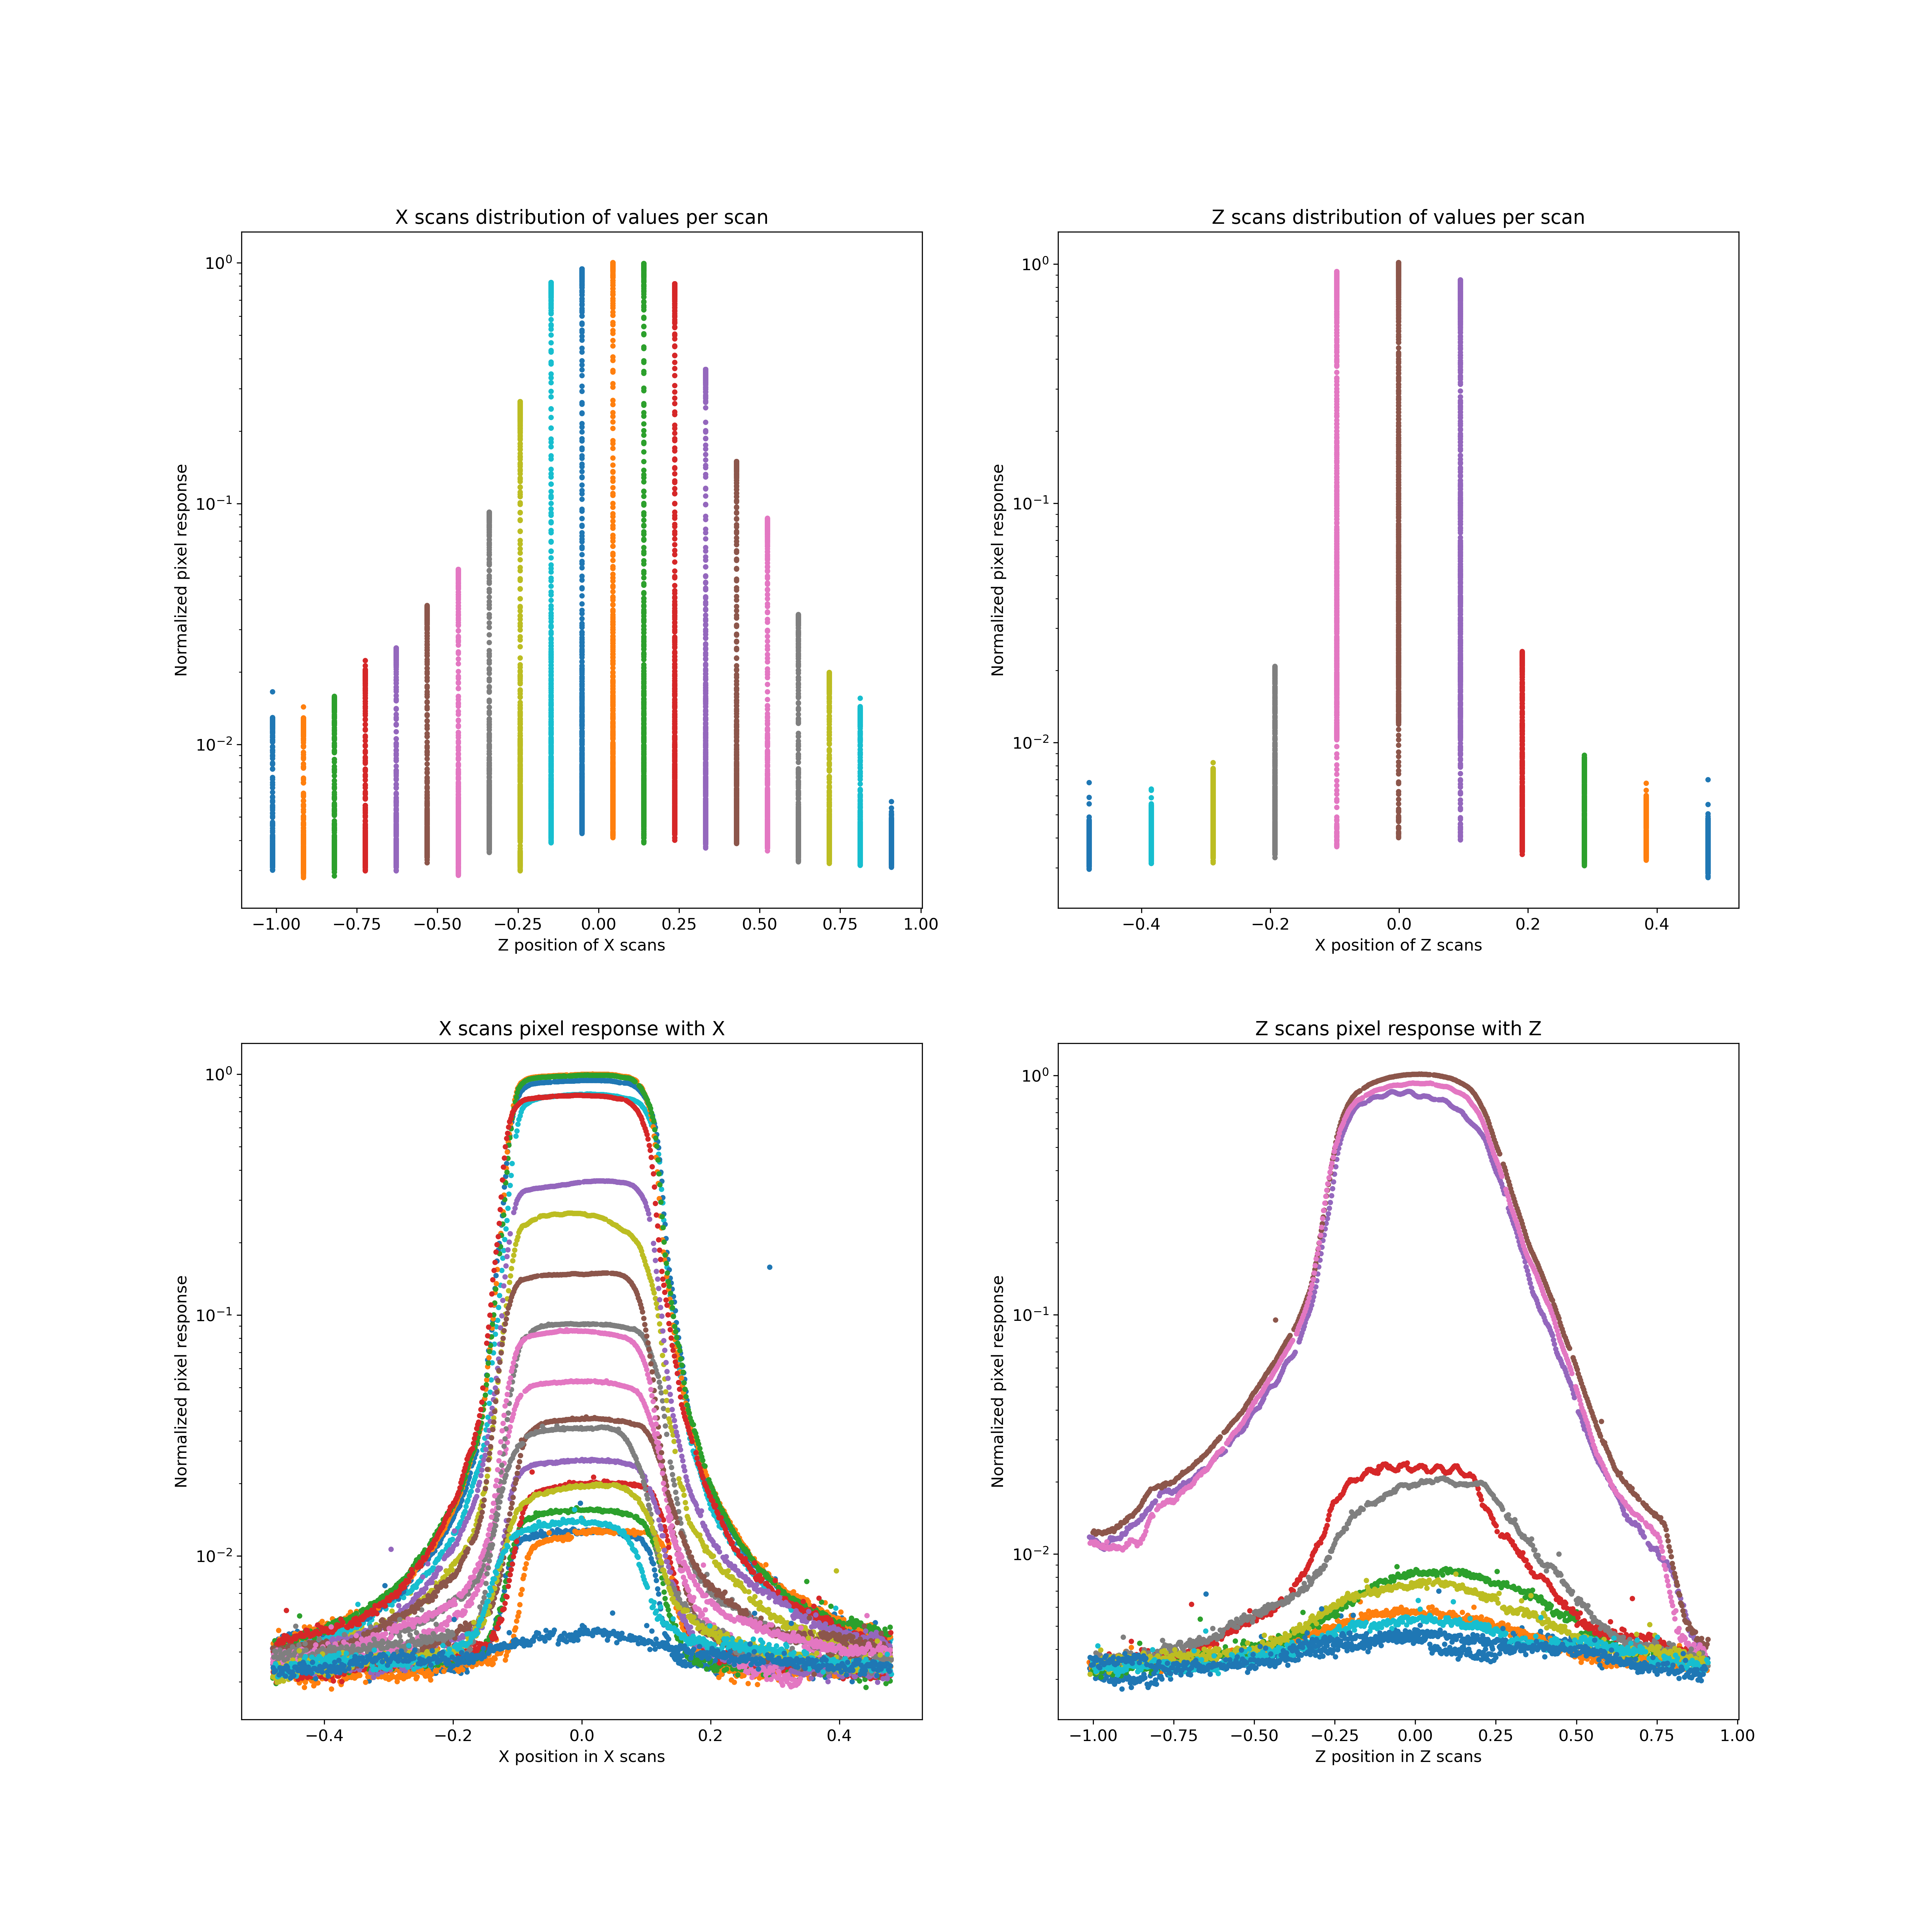 X scans distribution of values per scan
Normalized pixel response
10⁰
10⁻¹
10⁻²
−1.00 −0.75 −0.50 −0.25 0.00 0.25 0.50 0.75 1.00
Z position of X scans
Z scans distribution of values per scan
Normalized pixel response
10⁰
10⁻¹
10⁻²
−0.4 −0.2 0.0 0.2 0.4
X position of Z scans
X scans pixel response with X
Normalized pixel response
10⁰
10⁻¹
10⁻²
−0.4 −0.2 0.0 0.2 0.4
X position in X scans
Z scans pixel response with Z
Normalized pixel response
10⁰
10⁻¹
10⁻²
−1.00 −0.75 −0.50 −0.25 0.00 0.25 0.50 0.75 1.00
Z position in Z scans